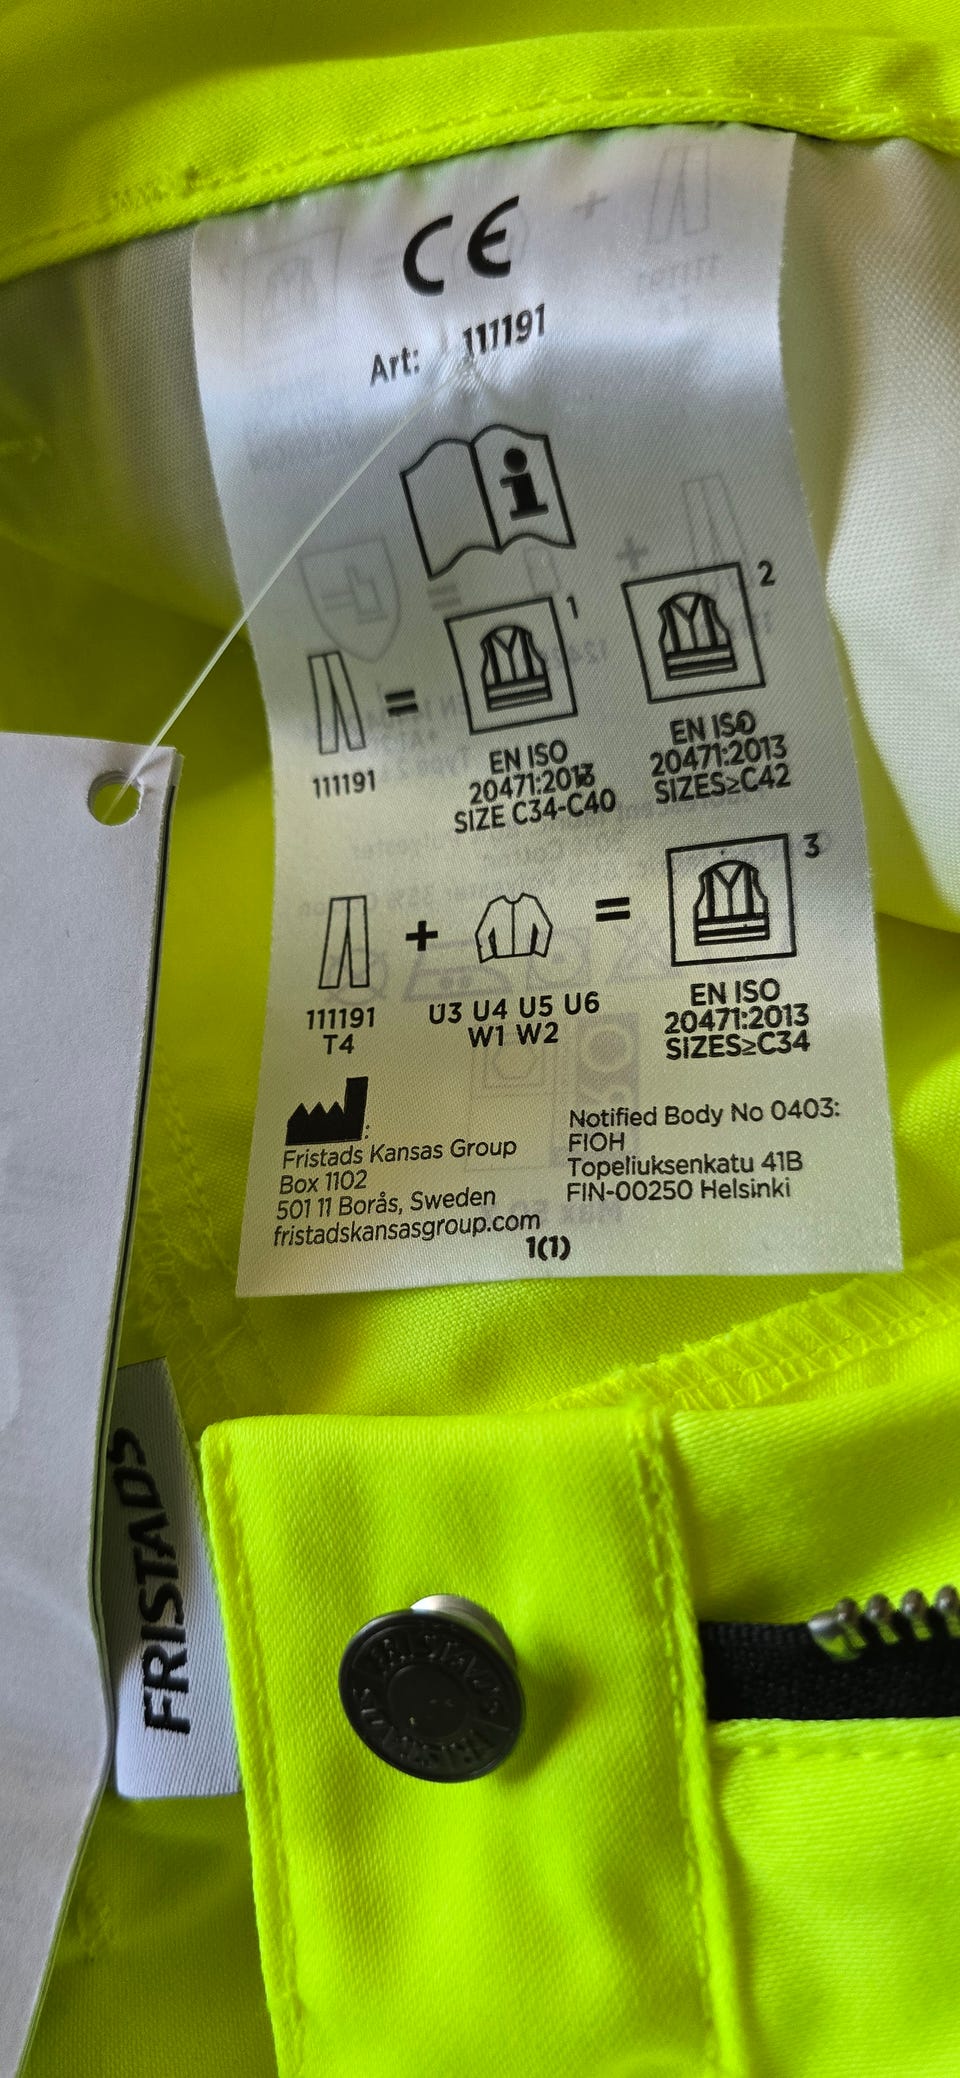 CE
Art: 111191
1
2
=
111191
EN ISO
20471:2013
SIZE C34-C40
EN ISO
20471:2013
SIZES≥C42
3
+ =
111191
T4
U3 U4 U5 U6
W1 W2
EN ISO
20471:2013
SIZES≥C34
:
Fristads Kansas Group
Box 1102
501 11 Borås, Sweden
fristadskansasgroup.com
Notified Body No 0403:
FIOH
Topeliuksenkatu 41B
FIN-00250 Helsinki
1(1)
FRISTADS
FRISTADS
FRISTADS